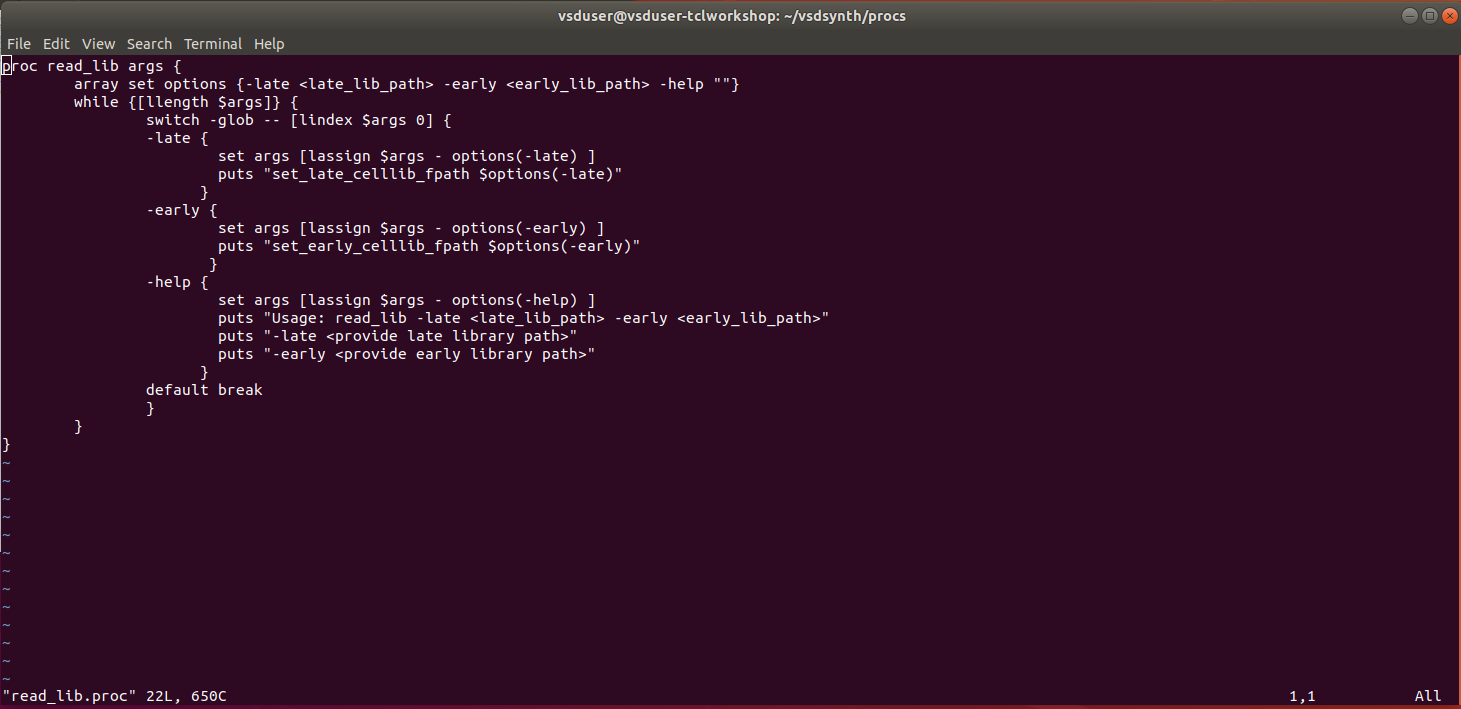 vsduser@vsduser-tclworkshop: ~/vsdsynth/procs
File Edit View Search Terminal Help
proc read_lib args {
        array set options {-late <late_lib_path> -early <early_lib_path> -help ""}
        while {[llength $args]} {
                switch -glob -- [lindex $args 0] {
                -late {
                        set args [lassign $args - options(-late) ]
                        puts "set_late_celllib_fpath $options(-late)"
                      }
                -early {
                        set args [lassign $args - options(-early) ]
                        puts "set_early_celllib_fpath $options(-early)"
                       }
                -help {
                        set args [lassign $args - options(-help) ]
                        puts "Usage: read_lib -late <late_lib_path> -early <early_lib_path>"
                        puts "-late <provide late library path>"
                        puts "-early <provide early library path>"
                      }
                default break
                }
        }
}
~
~
~
~
~
~
~
~
~
~
~
~
~
"read_lib.proc" 22L, 650C 1,1 All